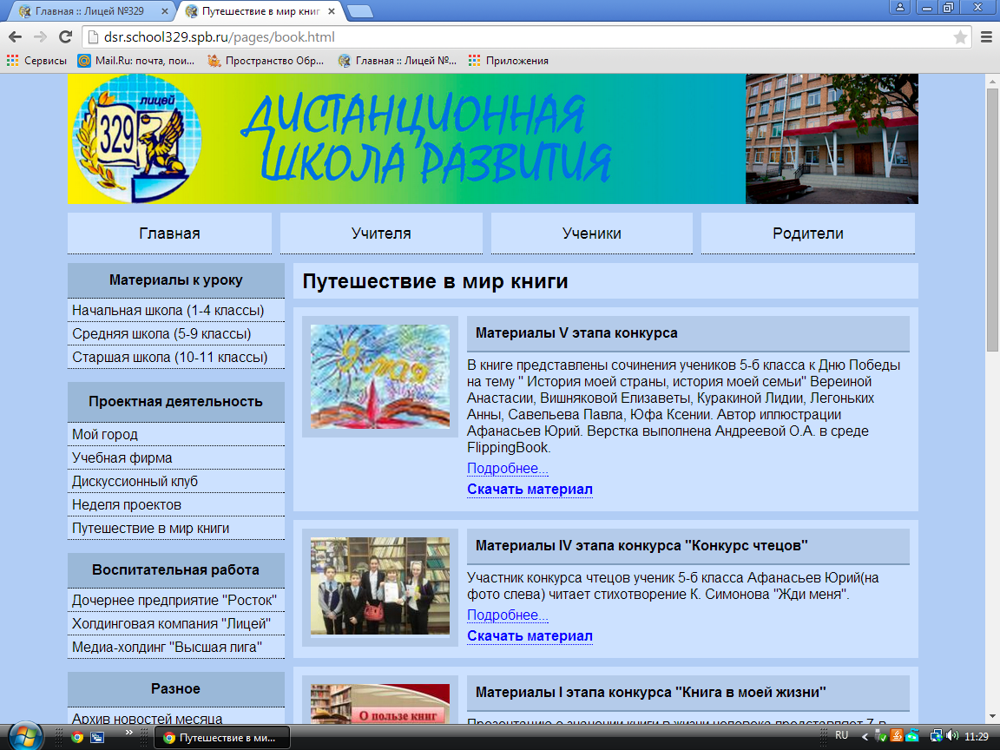 Главная :: Лицей №329
Путешествие в мир книг
dsr.school329.spb.ru/pages/book.html
Сервисы
Mail.Ru: почта, пои...
Пространство Обр...
Главная :: Лицей №...
Приложения
лицей
329
ДИСТАНЦИОННАЯ
ШКОЛА РАЗВИТИЯ
Главная
Учителя
Ученики
Родители
Материалы к уроку
Начальная школа (1-4 классы)
Средняя школа (5-9 классы)
Старшая школа (10-11 классы)
Проектная деятельность
Мой город
Учебная фирма
Дискуссионный клуб
Неделя проектов
Путешествие в мир книги
Воспитательная работа
Дочернее предприятие "Росток"
Холдинговая компания "Лицей"
Медиа-холдинг "Высшая лига"
Разное
Архив новостей месяца
Путешествие в мир книги
9 мая
Материалы V этапа конкурса
В книге представлены сочинения учеников 5-б класса к Дню Победы
на тему " История моей страны, история моей семьи" Вереиной
Анастасии, Вишняковой Елизаветы, Куракиной Лидии, Легоньких
Анны, Савельева Павла, Юфа Ксении. Автор иллюстрации
Афанасьев Юрий. Верстка выполнена Андреевой О.А. в среде
FlippingBook.
Подробнее...
Скачать материал
Материалы IV этапа конкурса "Конкурс чтецов"
Участник конкурса чтецов ученик 5-б класса Афанасьев Юрий(на
фото слева) читает стихотворение К. Симонова "Жди меня".
Подробнее...
Скачать материал
О пользе книг
Материалы I этапа конкурса "Книга в моей жизни"
Презентацию о значении книги в жизни человека представляет 7-в
Путешествие в ми...
RU
11:29